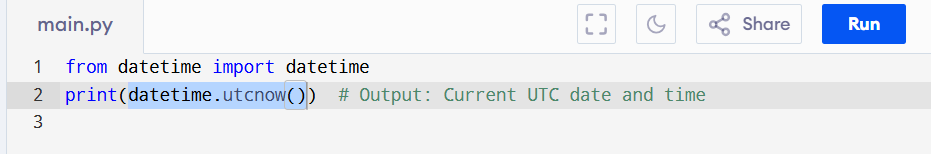 main.py Share Run
1 from datetime import datetime
2 print(datetime.utcnow())  # Output: Current UTC date and time
3